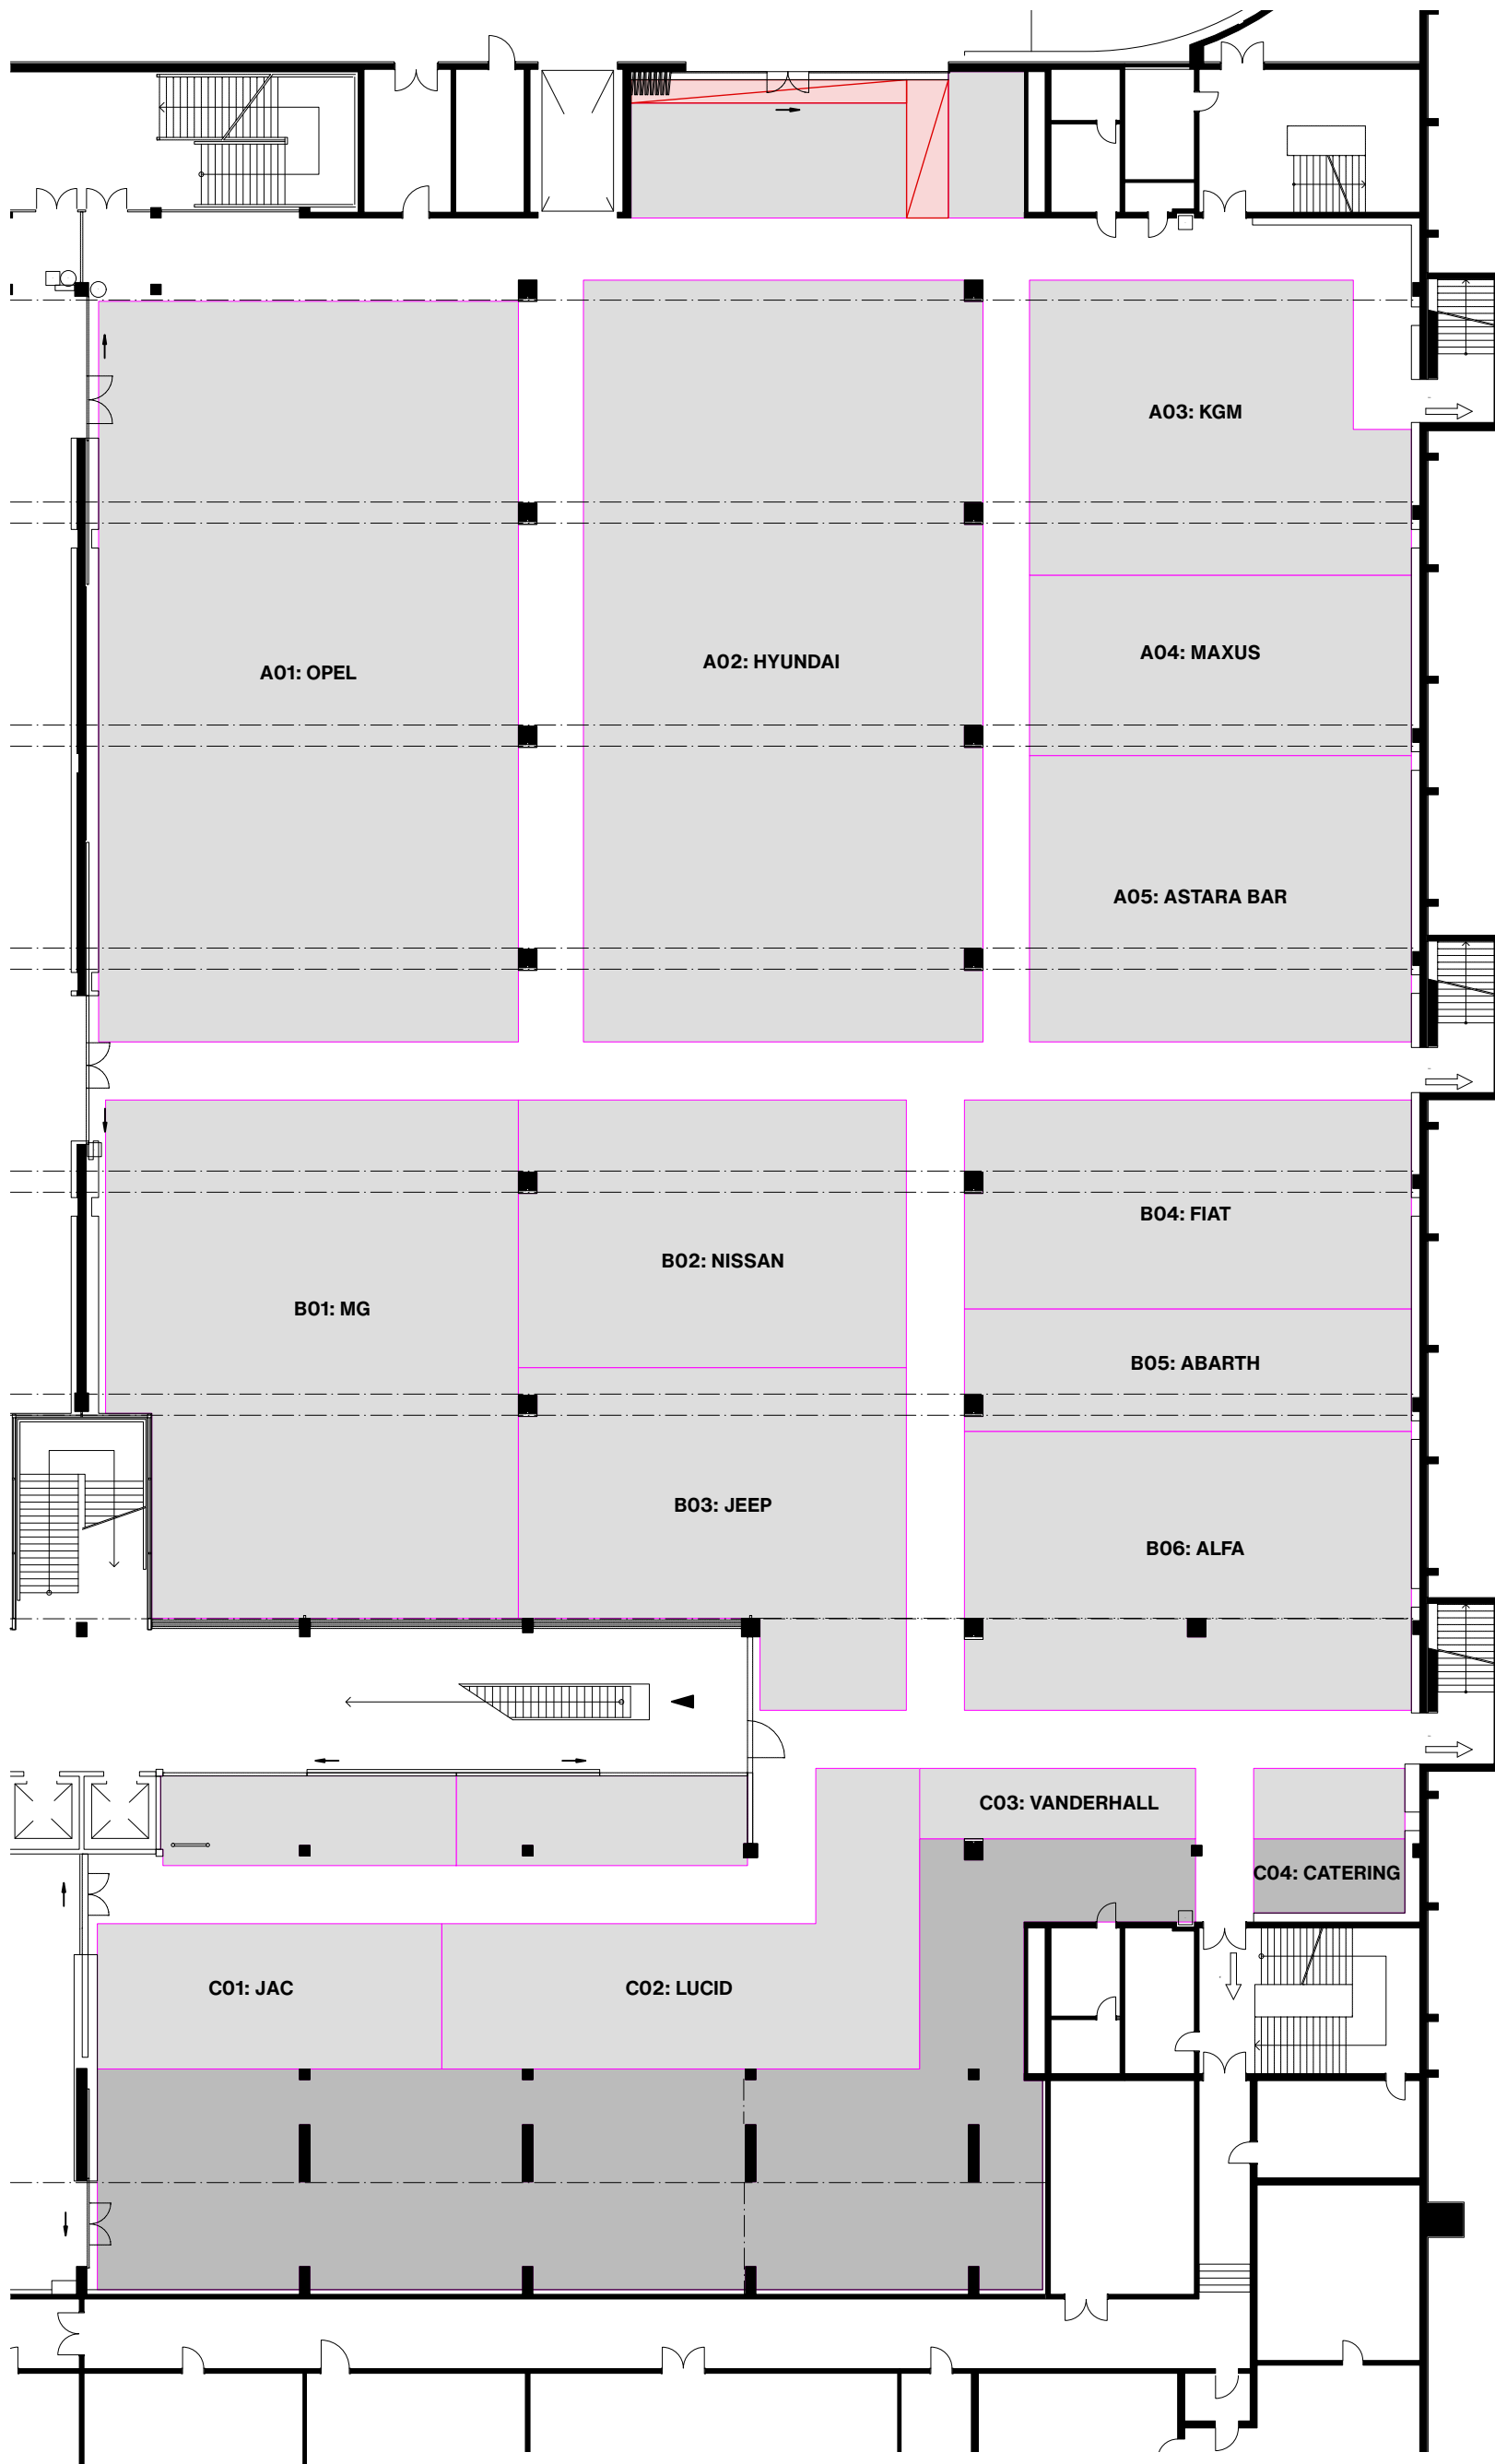 A03: KGM
A04: MAXUS
A02: HYUNDAI
A01: OPEL
A05: ASTARA BAR
B04: FIAT
B02: NISSAN
B01: MG
B05: ABARTH
B03: JEEP
B06: ALFA
C03: VANDERHALL
C04: CATERING
C01: JAC
C02: LUCID